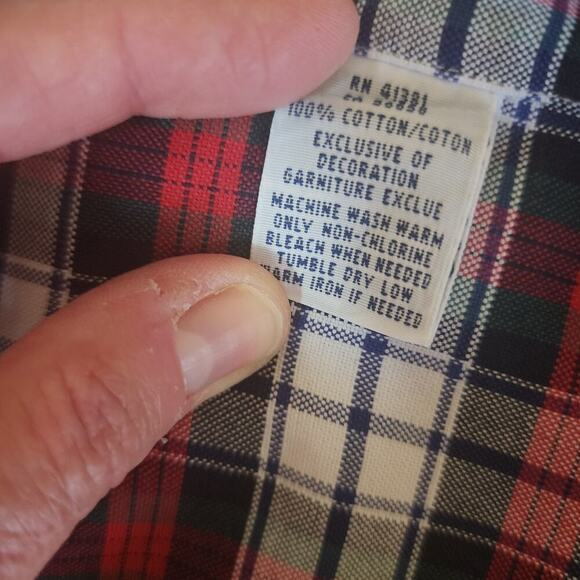 RN 41381
100% COTTON/COTON
EXCLUSIVE OF
DECORATION
GARNITURE EXCLUE
MACHINE WASH WARM
ONLY NON-CHLORINE
BLEACH WHEN NEEDED
TUMBLE DRY LOW
WARM IRON IF NEEDED